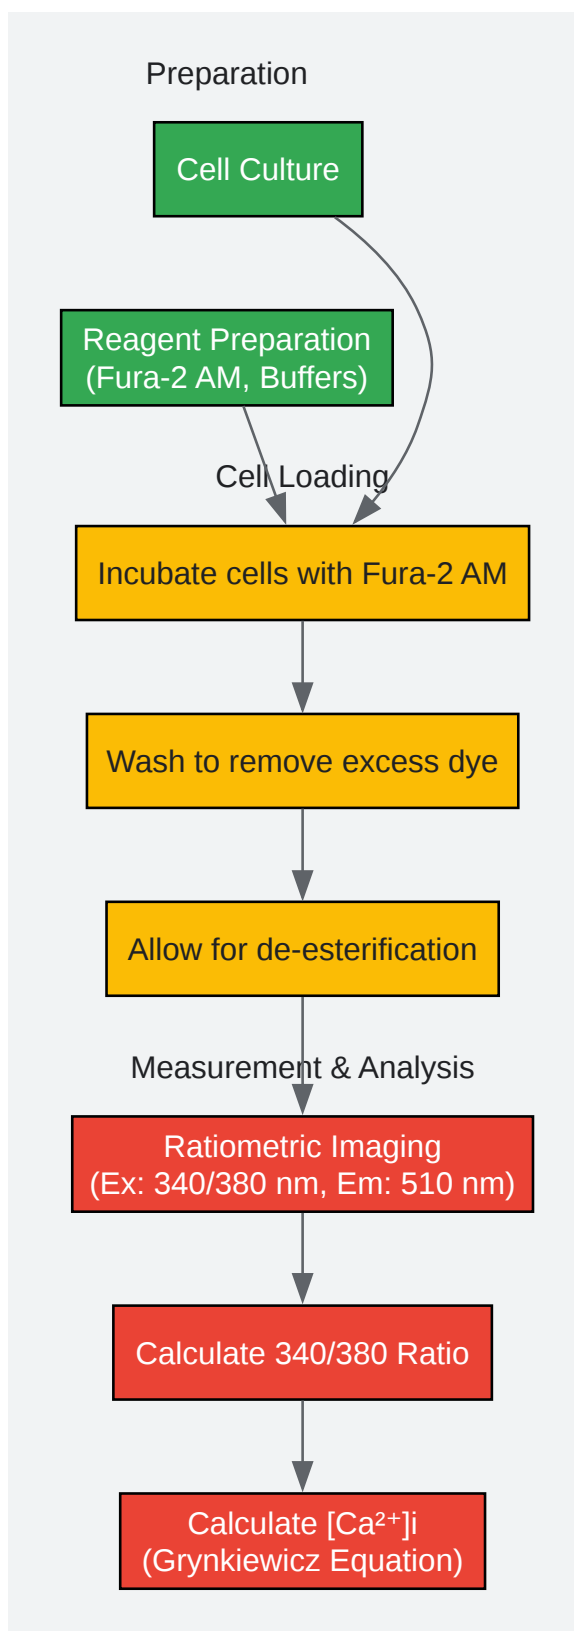 Preparation
Cell Culture
Reagent Preparation
(Fura-2 AM, Buffers)
Cell Loading
Incubate cells with Fura-2 AM
Wash to remove excess dye
Allow for de-esterification
Measurement & Analysis
Ratiometric Imaging
(Ex: 340/380 nm, Em: 510 nm)
Calculate 340/380 Ratio
Calculate [Ca²⁺]i
(Grynkiewicz Equation)